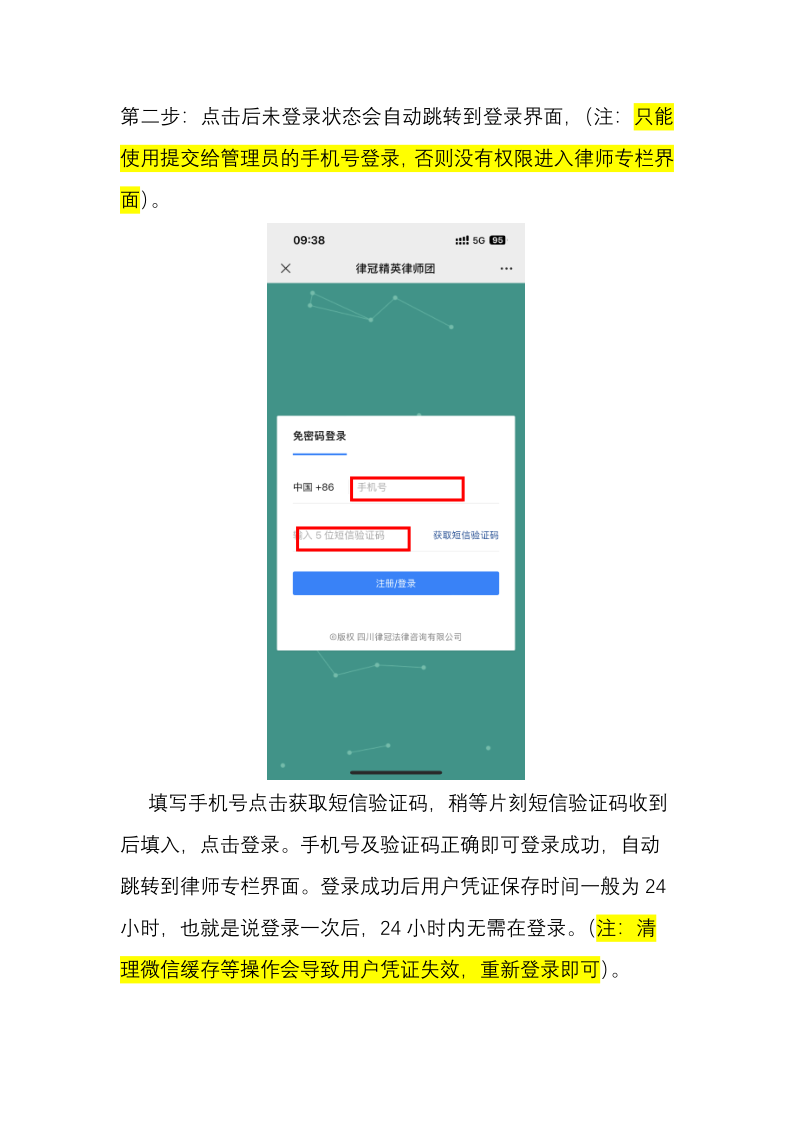 第二步：点击后未登录状态会自动跳转到登录界面，（注：只能
使用提交给管理员的手机号登录，否则没有权限进入律师专栏界
面）。
09:38
5G 95
律冠精英律师团
免密码登录
中国 +86 手机号
输入 5 位短信验证码 获取短信验证码
注册/登录
©版权 四川律冠法律咨询有限公司
填写手机号点击获取短信验证码，稍等片刻短信验证码收到
后填入，点击登录。手机号及验证码正确即可登录成功，自动
跳转到律师专栏界面。登录成功后用户凭证保存时间一般为 24
小时，也就是说登录一次后，24 小时内无需在登录。（注：清
理微信缓存等操作会导致用户凭证失效，重新登录即可）。